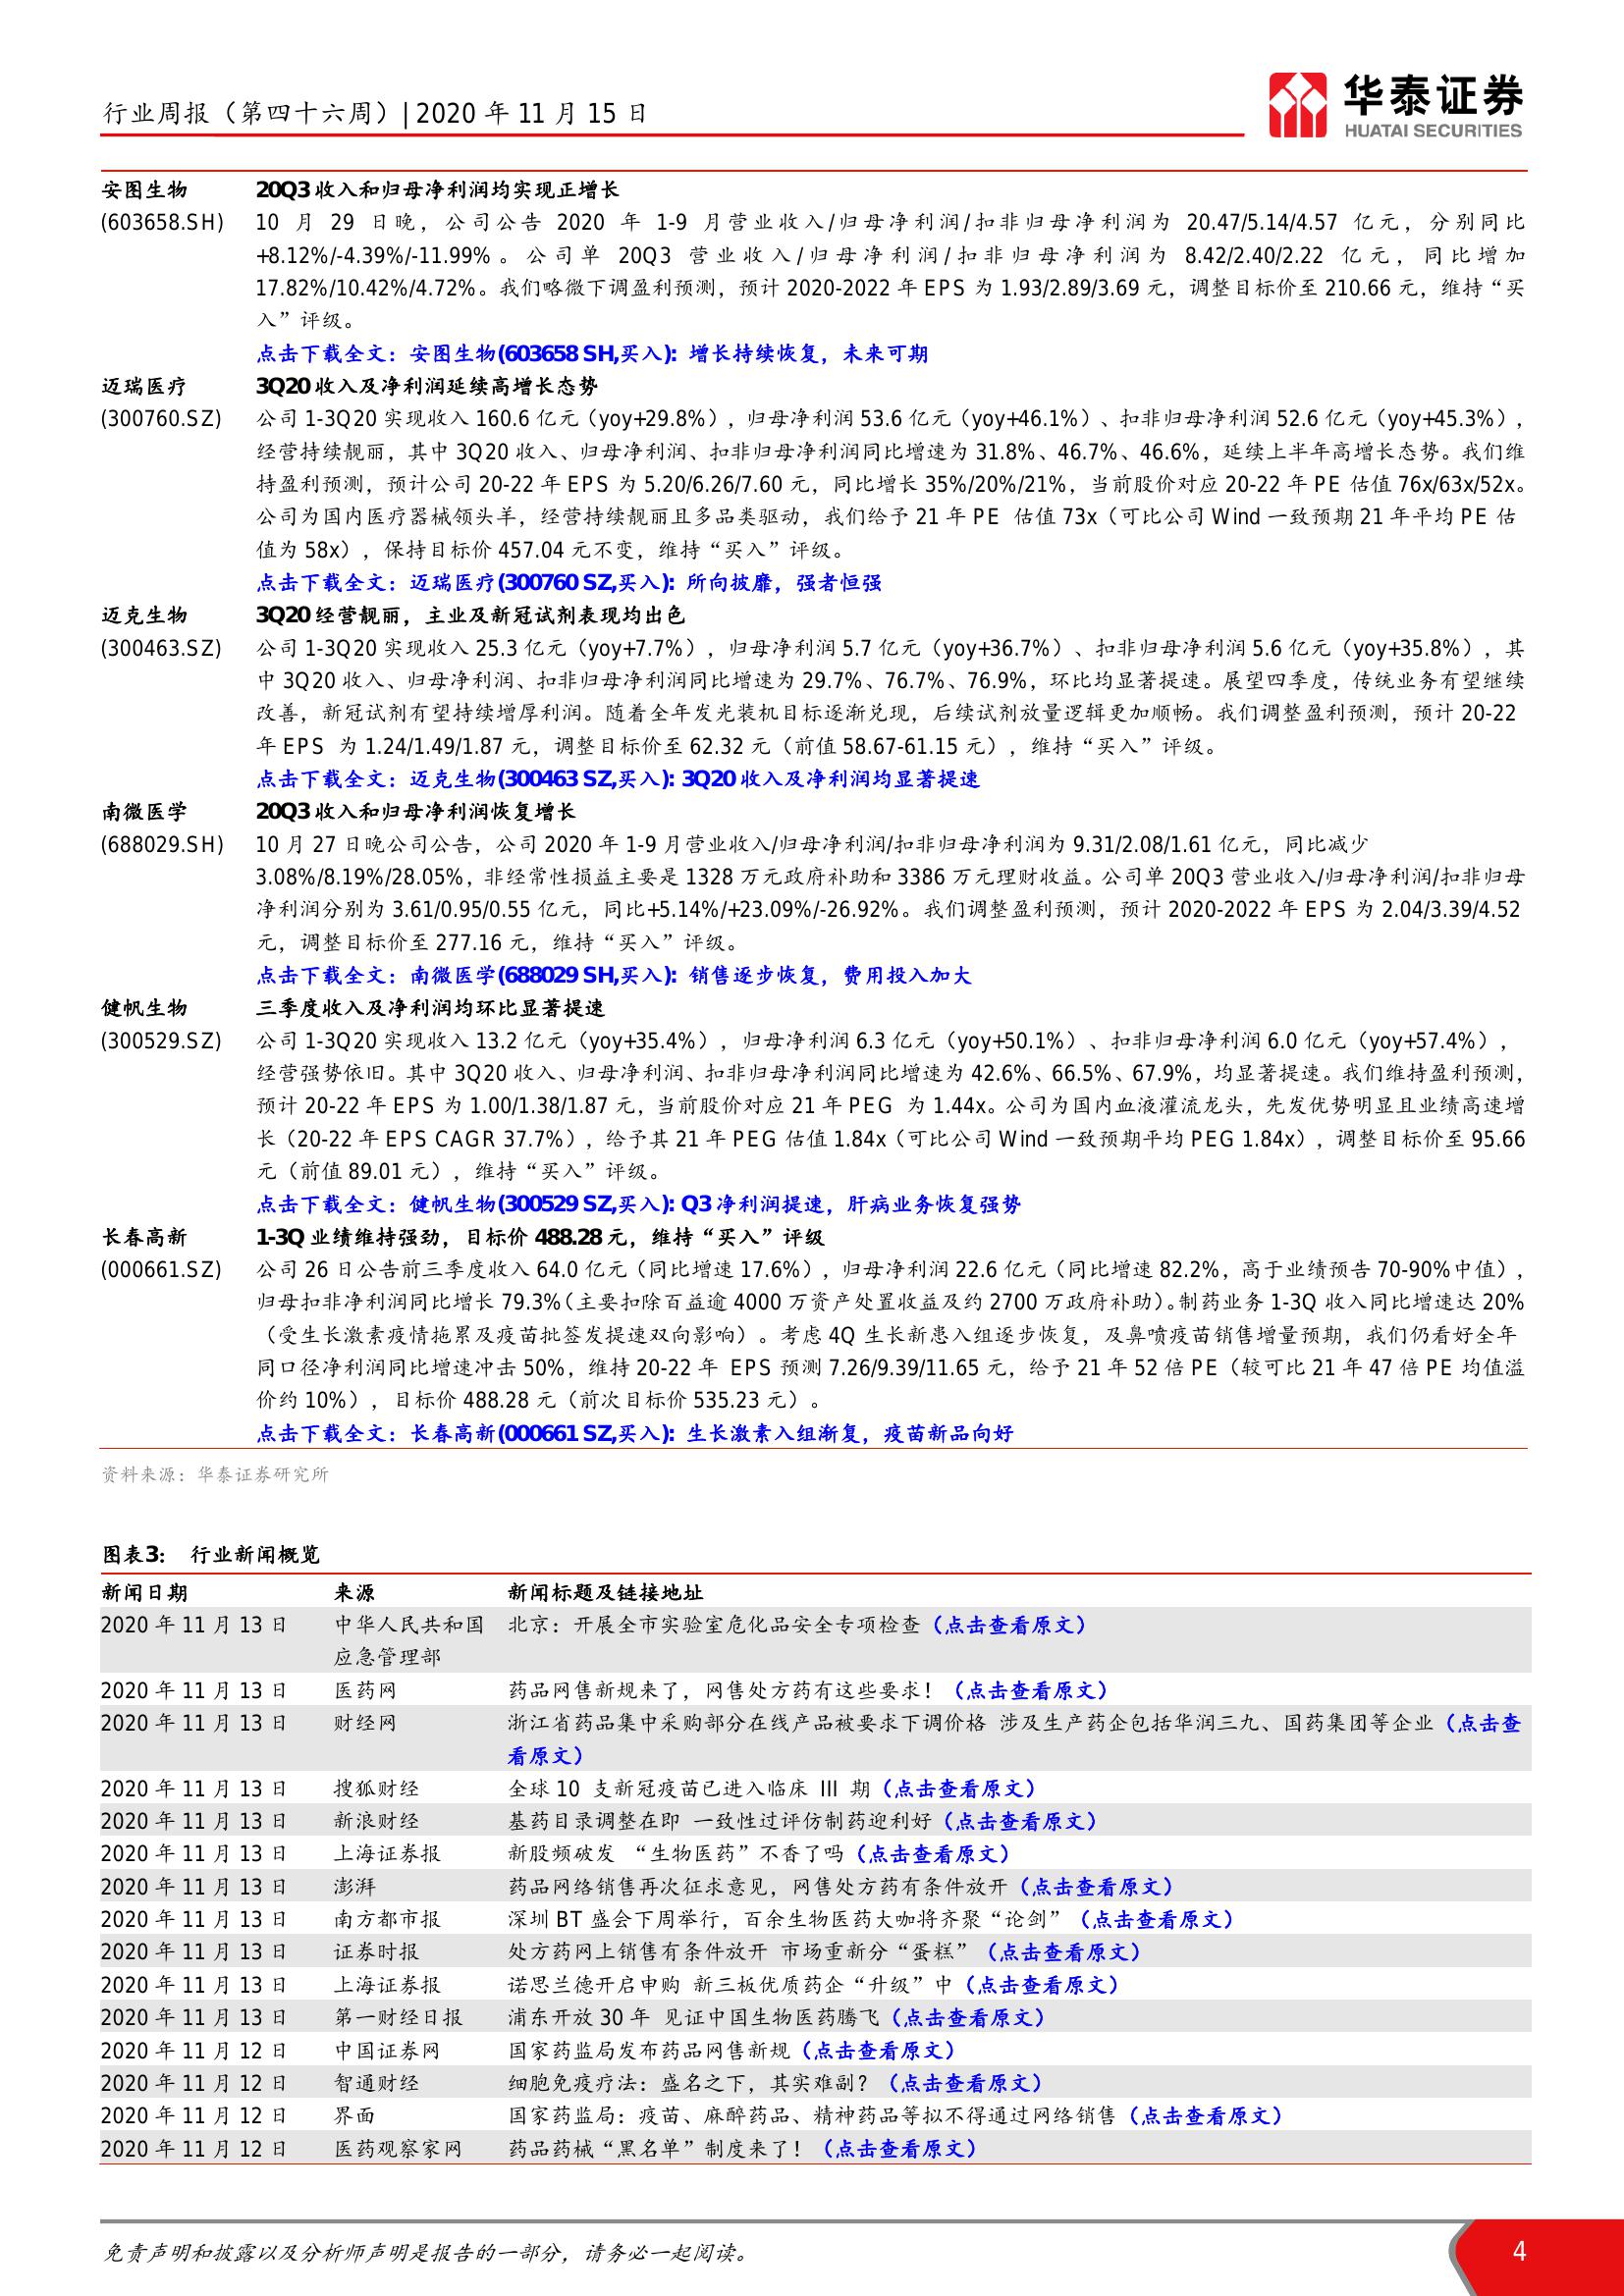 行业周报（第四十六周）| 2020 年 11 月 15 日
华泰证券
HUATAI SECURITIES
安图生物 20Q3 收入和归母净利润均实现正增长
(603658.SH) 10 月 29 日晚，公司公告 2020 年 1-9 月营业收入/归母净利润/扣非归母净利润为 20.47/5.14/4.57 亿元，分别同比
+8.12%/-4.39%/-11.99%。公司单 20Q3 营业收入/归母净利润/扣非归母净利润为 8.42/2.40/2.22 亿元，同比增加
17.82%/10.42%/4.72%。我们略微下调盈利预测，预计 2020-2022 年 EPS 为 1.93/2.89/3.69 元，调整目标价至 210.66 元，维持“买
入”评级。
点击下载全文：安图生物(603658 SH,买入): 增长持续恢复，未来可期
迈瑞医疗 3Q20 收入及净利润延续高增长态势
(300760.SZ) 公司 1-3Q20 实现收入 160.6 亿元（yoy+29.8%），归母净利润 53.6 亿元（yoy+46.1%）、扣非归母净利润 52.6 亿元（yoy+45.3%），
经营持续靓丽，其中 3Q20 收入、归母净利润、扣非归母净利润同比增速为 31.8%、46.7%、46.6%，延续上半年高增长态势。我们维
持盈利预测，预计公司 20-22 年 EPS 为 5.20/6.26/7.60 元，同比增长 35%/20%/21%，当前股价对应 20-22 年 PE 估值 76x/63x/52x。
公司为国内医疗器械领头羊，经营持续靓丽且多品类驱动，我们给予 21 年 PE 估值 73x（可比公司 Wind 一致预期 21 年平均 PE 估
值为 58x），保持目标价 457.04 元不变，维持“买入”评级。
点击下载全文：迈瑞医疗(300760 SZ,买入): 所向披靡，强者恒强
迈克生物 3Q20 经营靓丽，主业及新冠试剂表现均出色
(300463.SZ) 公司 1-3Q20 实现收入 25.3 亿元（yoy+7.7%），归母净利润 5.7 亿元（yoy+36.7%）、扣非归母净利润 5.6 亿元（yoy+35.8%），其
中 3Q20 收入、归母净利润、扣非归母净利润同比增速为 29.7%、76.7%、76.9%，环比均显著提速。展望四季度，传统业务有望继续
改善，新冠试剂有望持续增厚利润。随着全年发光装机目标逐渐兑现，后续试剂放量逻辑更加顺畅。我们调整盈利预测，预计 20-22
年 EPS 为 1.24/1.49/1.87 元，调整目标价至 62.32 元（前值 58.67-61.15 元），维持“买入”评级。
点击下载全文：迈克生物(300463 SZ,买入): 3Q20 收入及净利润均显著提速
南微医学 20Q3 收入和归母净利润恢复增长
(688029.SH) 10 月 27 日晚公司公告，公司 2020 年 1-9 月营业收入/归母净利润/扣非归母净利润为 9.31/2.08/1.61 亿元，同比减少
3.08%/8.19%/28.05%，非经常性损益主要是 1328 万元政府补助和 3386 万元理财收益。公司单 20Q3 营业收入/归母净利润/扣非归母
净利润分别为 3.61/0.95/0.55 亿元，同比+5.14%/+23.09%/-26.92%。我们调整盈利预测，预计 2020-2022 年 EPS 为 2.04/3.39/4.52
元，调整目标价至 277.16 元，维持“买入”评级。
点击下载全文：南微医学(688029 SH,买入): 销售逐步恢复，费用投入加大
健帆生物 三季度收入及净利润均环比显著提速
(300529.SZ) 公司 1-3Q20 实现收入 13.2 亿元（yoy+35.4%），归母净利润 6.3 亿元（yoy+50.1%）、扣非归母净利润 6.0 亿元（yoy+57.4%），
经营强势依旧。其中 3Q20 收入、归母净利润、扣非归母净利润同比增速为 42.6%、66.5%、67.9%，均显著提速。我们维持盈利预测，
预计 20-22 年 EPS 为 1.00/1.38/1.87 元，当前股价对应 21 年 PEG 为 1.44x。公司为国内血液灌流龙头，先发优势明显且业绩高速增
长（20-22 年 EPS CAGR 37.7%），给予其 21 年 PEG 估值 1.84x（可比公司 Wind 一致预期平均 PEG 1.84x），调整目标价至 95.66
元（前值 89.01 元），维持“买入”评级。
点击下载全文：健帆生物(300529 SZ,买入): Q3 净利润提速，肝病业务恢复强势
长春高新 1-3Q 业绩维持强劲，目标价 488.28 元，维持“买入”评级
(000661.SZ) 公司 26 日公告前三季度收入 64.0 亿元（同比增速 17.6%），归母净利润 22.6 亿元（同比增速 82.2%，高于业绩预告 70-90%中值），
归母扣非净利润同比增长 79.3%（主要扣除百益逾 4000 万资产处置收益及约 2700 万政府补助）。制药业务 1-3Q 收入同比增速达 20%
（受生长激素疫情拖累及疫苗批签发提速双向影响）。考虑 4Q 生长新患入组逐步恢复，及鼻喷疫苗销售增量预期，我们仍看好全年
同口径净利润同比增速冲击 50%，维持 20-22 年 EPS 预测 7.26/9.39/11.65 元，给予 21 年 52 倍 PE（较可比 21 年 47 倍 PE 均值溢
价约 10%），目标价 488.28 元（前次目标价 535.23 元）。
点击下载全文：长春高新(000661 SZ,买入): 生长激素入组渐复，疫苗新品向好
资料来源：华泰证券研究所
图表3： 行业新闻概览
新闻日期 来源 新闻标题及链接地址
2020 年 11 月 13 日 中华人民共和国 北京：开展全市实验室危化品安全专项检查（点击查看原文）
应急管理部
2020 年 11 月 13 日 医药网 药品网售新规来了，网售处方药有这些要求！（点击查看原文）
2020 年 11 月 13 日 财经网 浙江省药品集中采购部分在线产品被要求下调价格 涉及生产药企包括华润三九、国药集团等企业（点击查
看原文）
2020 年 11 月 13 日 搜狐财经 全球 10 支新冠疫苗已进入临床 III 期（点击查看原文）
2020 年 11 月 13 日 新浪财经 基药目录调整在即 一致性过评仿制药迎利好（点击查看原文）
2020 年 11 月 13 日 上海证券报 新股频破发 “生物医药”不香了吗（点击查看原文）
2020 年 11 月 13 日 澎湃 药品网络销售再次征求意见，网售处方药有条件放开（点击查看原文）
2020 年 11 月 13 日 南方都市报 深圳 BT 盛会下周举行，百余生物医药大咖将齐聚“论剑”（点击查看原文）
2020 年 11 月 13 日 证券时报 处方药网上销售有条件放开 市场重新分“蛋糕”（点击查看原文）
2020 年 11 月 13 日 上海证券报 诺思兰德开启申购 新三板优质药企“升级”中（点击查看原文）
2020 年 11 月 13 日 第一财经日报 浦东开放 30 年 见证中国生物医药腾飞（点击查看原文）
2020 年 11 月 12 日 中国证券网 国家药监局发布药品网售新规（点击查看原文）
2020 年 11 月 12 日 智通财经 细胞免疫疗法：盛名之下，其实难副？（点击查看原文）
2020 年 11 月 12 日 界面 国家药监局：疫苗、麻醉药品、精神药品等拟不得通过网络销售（点击查看原文）
2020 年 11 月 12 日 医药观察家网 药品药械“黑名单”制度来了！（点击查看原文）
免责声明和披露以及分析师声明是报告的一部分，请务必一起阅读。 4